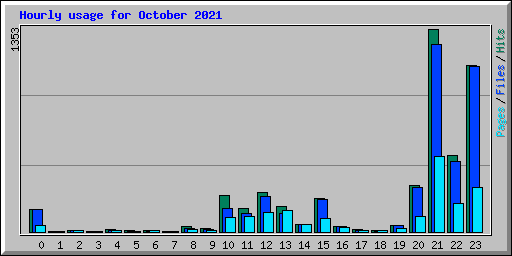 Hourly usage for October 2021
1353
Pages/Files/Hits
0 1 2 3 4 5 6 7 8 9 10 11 12 13 14 15 16 17 18 19 20 21 22 23